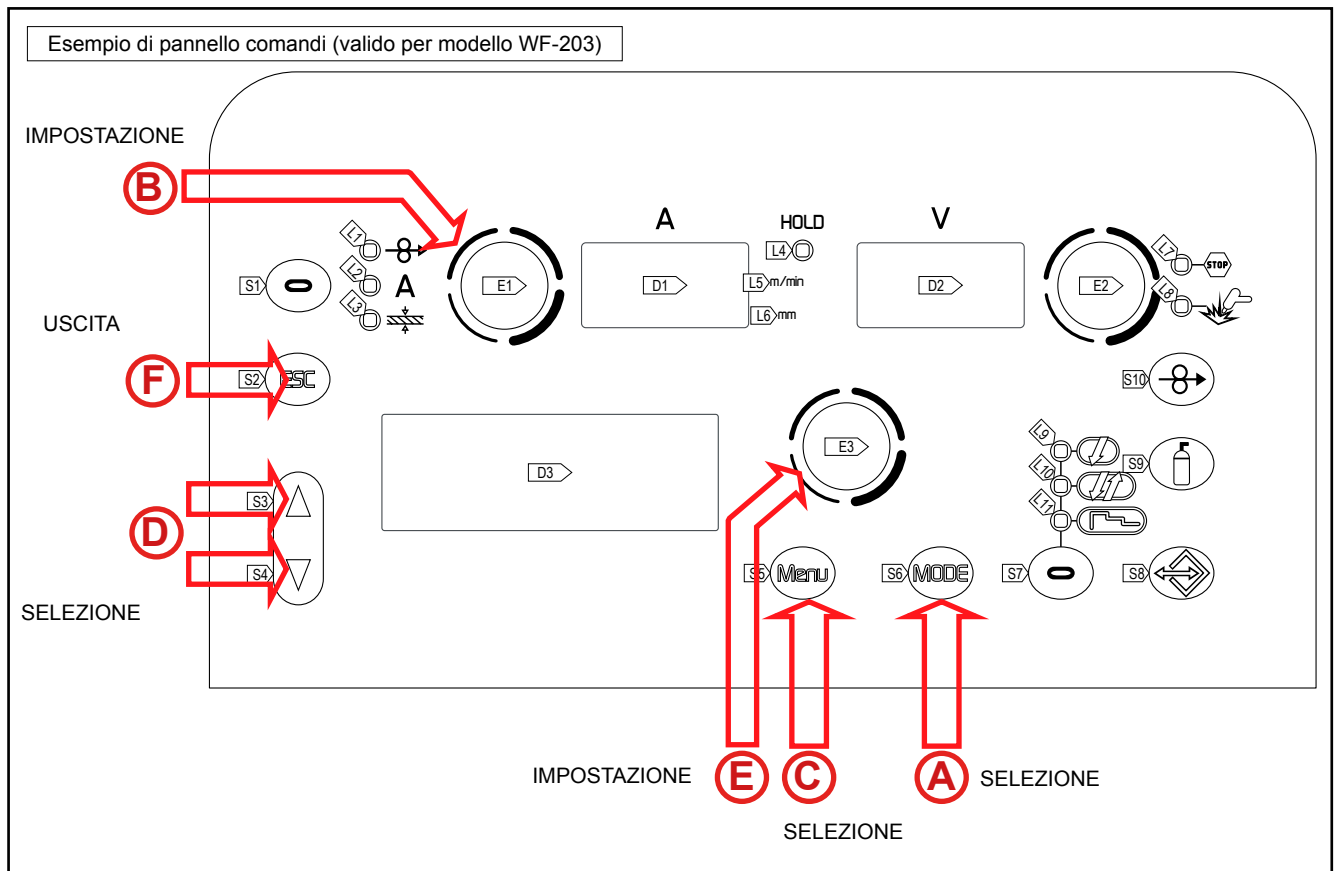 Esempio di pannello comandi (valido per modello WF-203)
IMPOSTAZIONE
B
A
HOLD
V
L1
L4
L7
STOP
S1
L2
A
E1
D1
L5 m/min
D2
E2
L8
L3
L6 mm
USCITA
F
S2
ESC
S10
D3
E3
L9
S9
L10
L11
D
S3
S4
S5
Menu
S6
MODE
S7
S8
SELEZIONE
IMPOSTAZIONE
E
C
A
SELEZIONE
SELEZIONE